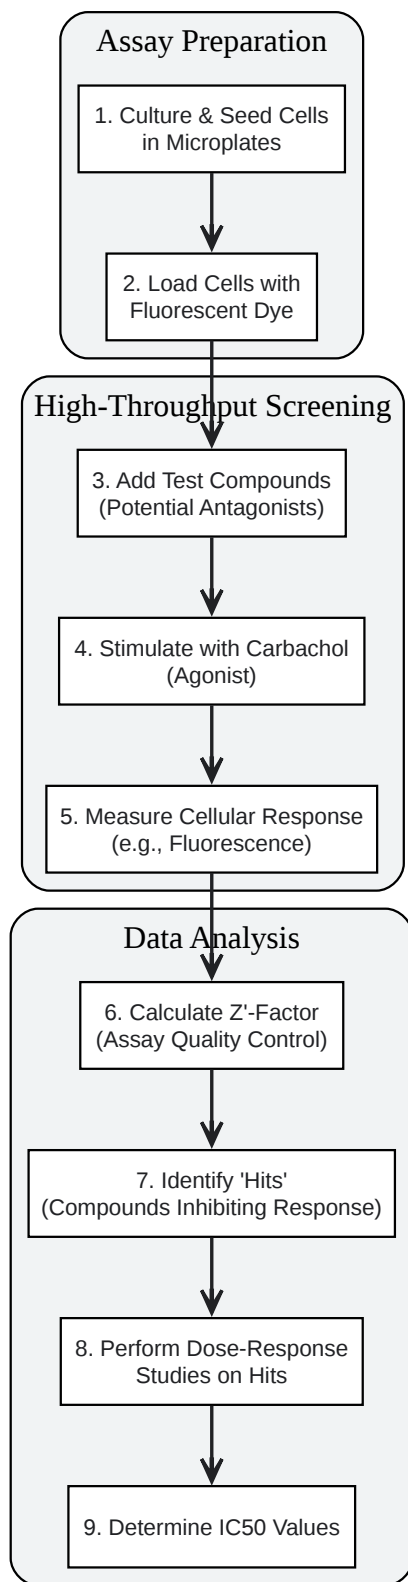 Assay Preparation
1. Culture & Seed Cells
in Microplates
2. Load Cells with
Fluorescent Dye
High-Throughput Screening
3. Add Test Compounds
(Potential Antagonists)
4. Stimulate with Carbachol
(Agonist)
5. Measure Cellular Response
(e.g., Fluorescence)
Data Analysis
6. Calculate Z'-Factor
(Assay Quality Control)
7. Identify 'Hits'
(Compounds Inhibiting Response)
8. Perform Dose-Response
Studies on Hits
9. Determine IC50 Values